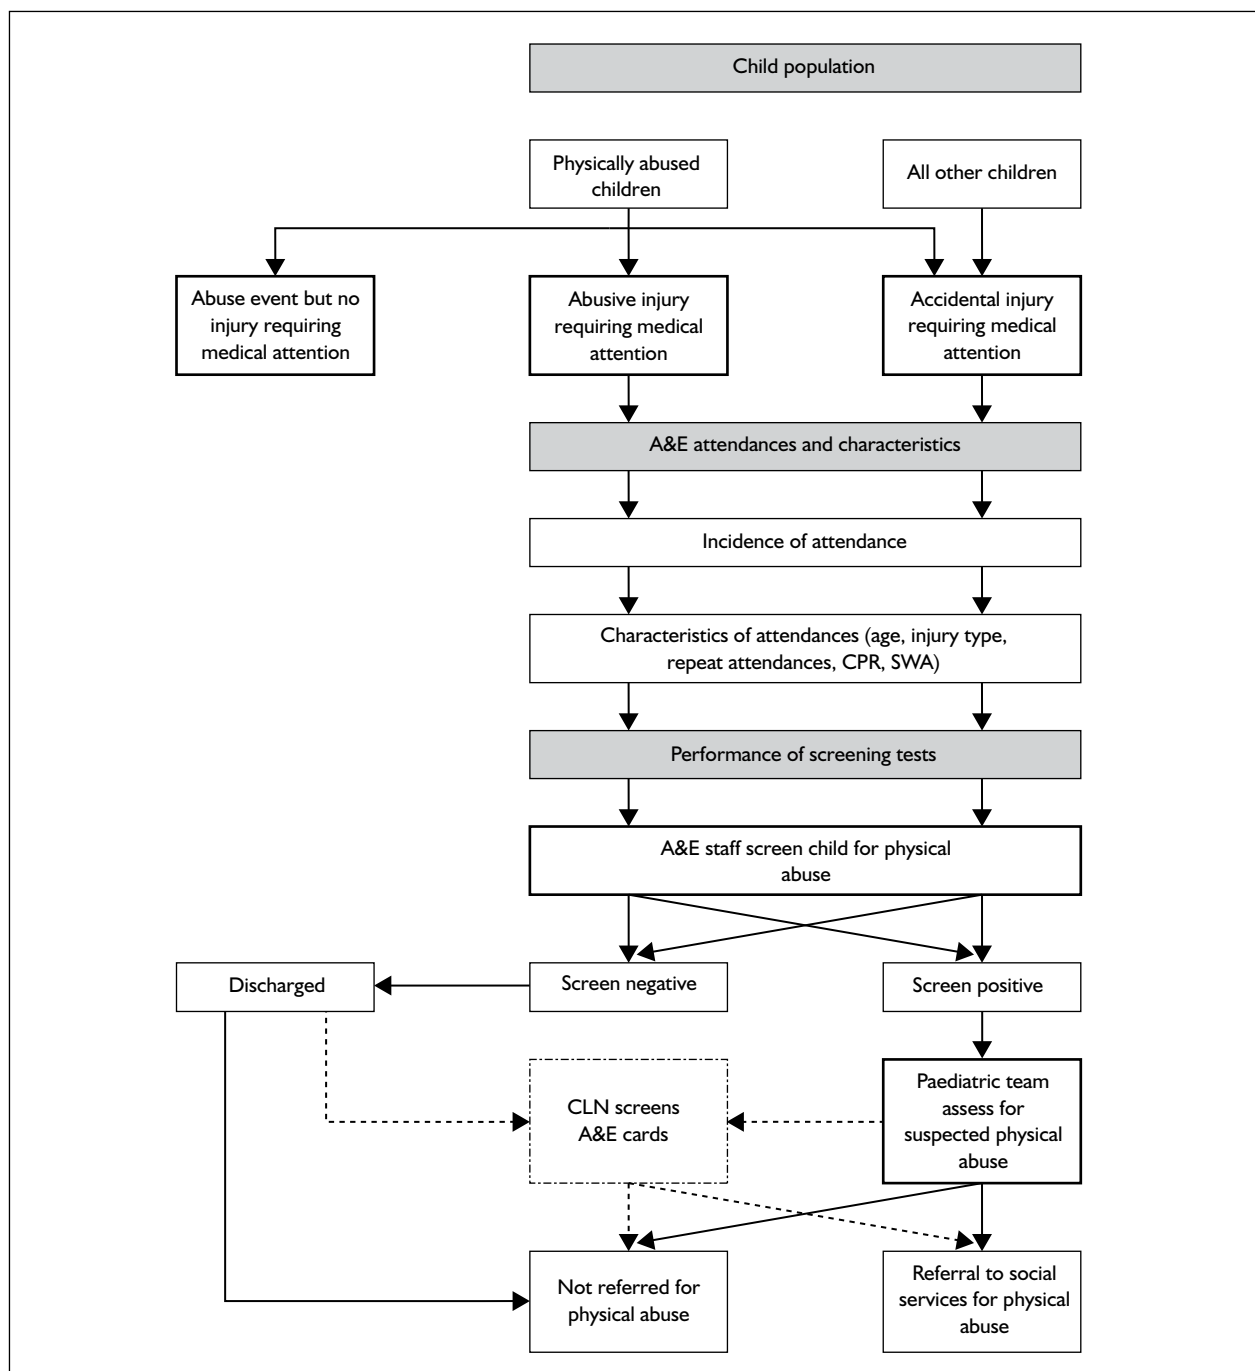 Child population
Physically abused
children
All other children
Abuse event but no
injury requiring
medical attention
Abusive injury
requiring medical
attention
Accidental injury
requiring medical
attention
A&E attendances and characteristics
Incidence of attendance
Characteristics of attendances (age, injury type,
repeat attendances, CPR, SWA)
Performance of screening tests
A&E staff screen child for physical
abuse
Discharged
Screen negative
Screen positive
CLN screens
A&E cards
Paediatric team
assess for
suspected physical
abuse
Not referred for
physical abuse
Referral to social
services for physical
abuse